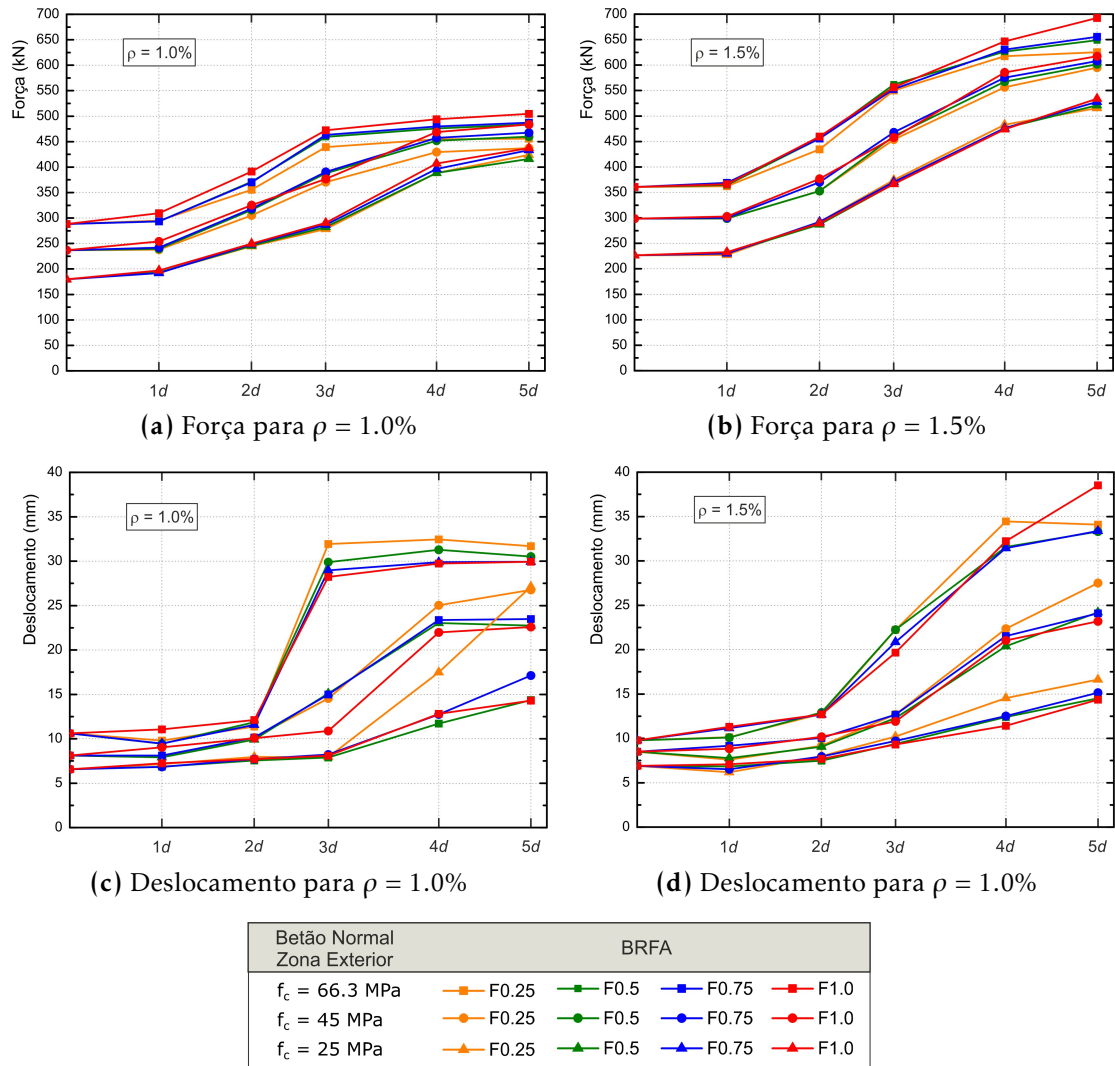 700
650
600
550
500
450
400
350
300
250
200
150
100
50
0
Força (kN)
ρ = 1.0%
1d 2d 3d 4d 5d
(a) Força para ρ = 1.0%
700
650
600
550
500
450
400
350
300
250
200
150
100
50
0
Força (kN)
ρ = 1.5%
1d 2d 3d 4d 5d
(b) Força para ρ = 1.5%
40
35
30
25
20
15
10
5
0
Deslocamento (mm)
ρ = 1.0%
1d 2d 3d 4d 5d
(c) Deslocamento para ρ = 1.0%
40
35
30
25
20
15
10
5
0
Deslocamento (mm)
ρ = 1.5%
1d 2d 3d 4d 5d
(d) Deslocamento para ρ = 1.0%
Betão Normal
Zona Exterior
BRFA
f_c = 66.3 MPa F0.25 F0.5 F0.75 F1.0
f_c = 45 MPa F0.25 F0.5 F0.75 F1.0
f_c = 25 MPa F0.25 F0.5 F0.75 F1.0